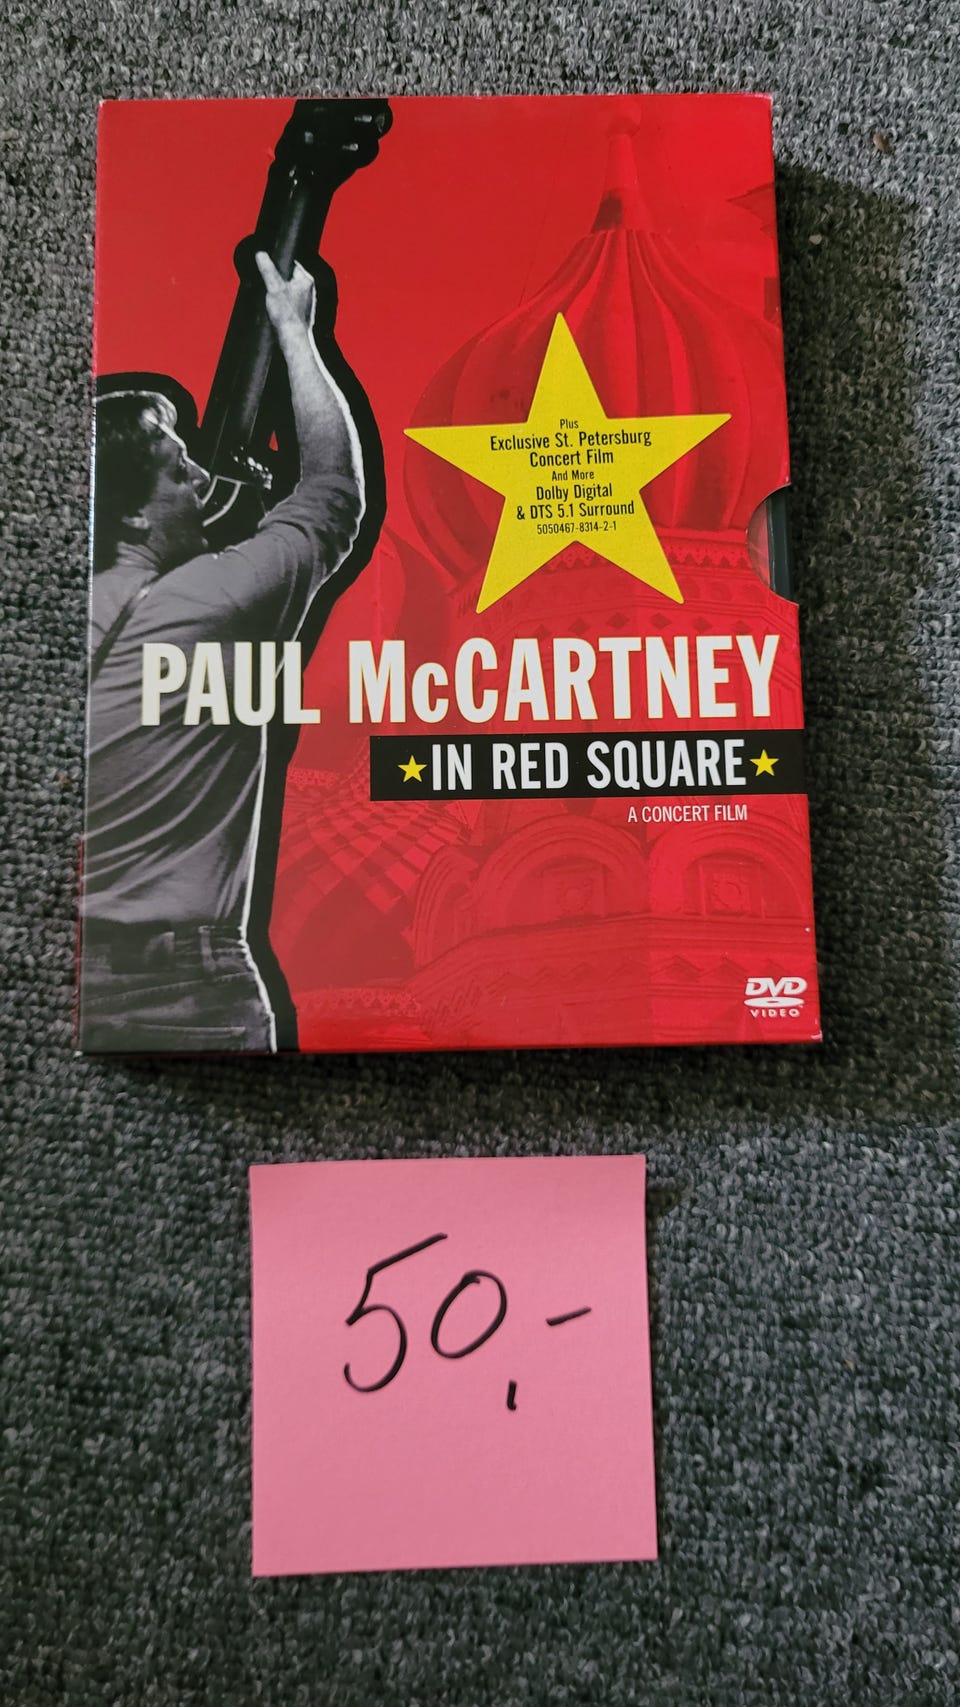 Plus
Exclusive St. Petersburg
Concert Film
And More
Dolby Digital
& DTS 5.1 Surround
5050467-8314-2-1
PAUL McCARTNEY
IN RED SQUARE
A CONCERT FILM
DVD
VIDEO
50,-